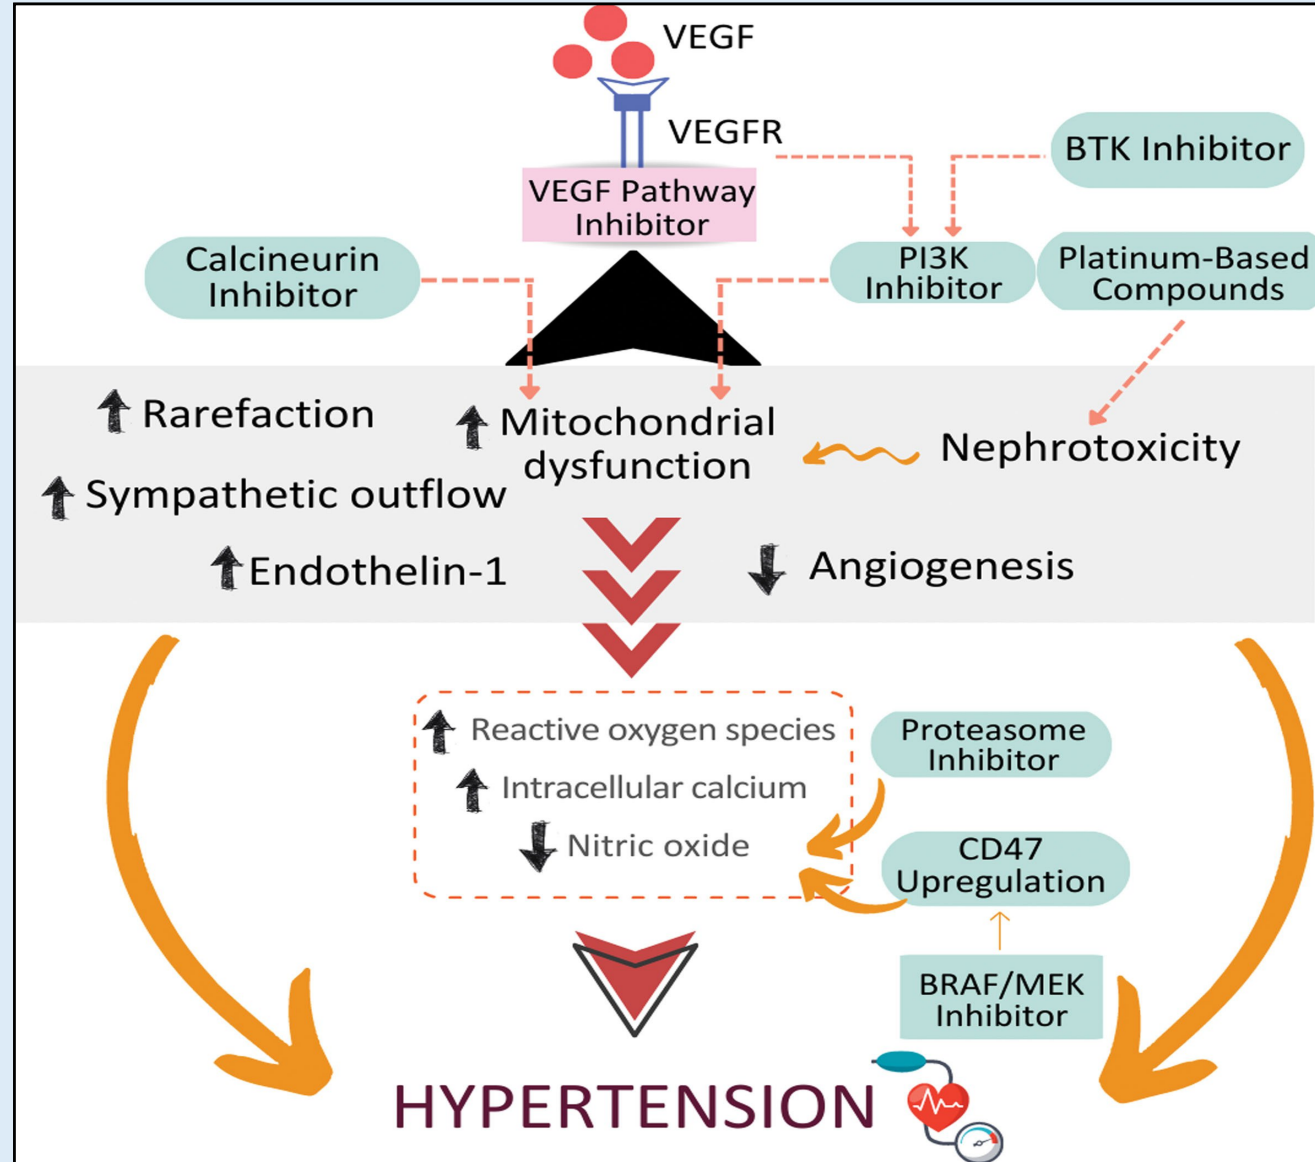 VEGF
VEGFR
BTK Inhibitor
VEGF Pathway
Inhibitor
Calcineurin
Inhibitor
PI3K
Inhibitor
Platinum-Based
Compounds
Rarefaction
Mitochondrial
dysfunction
Nephrotoxicity
Sympathetic outflow
Endothelin-1
Angiogenesis
Reactive oxygen species
Intracellular calcium
Nitric oxide
Proteasome
Inhibitor
CD47
Upregulation
BRAF/MEK
Inhibitor
HYPERTENSION